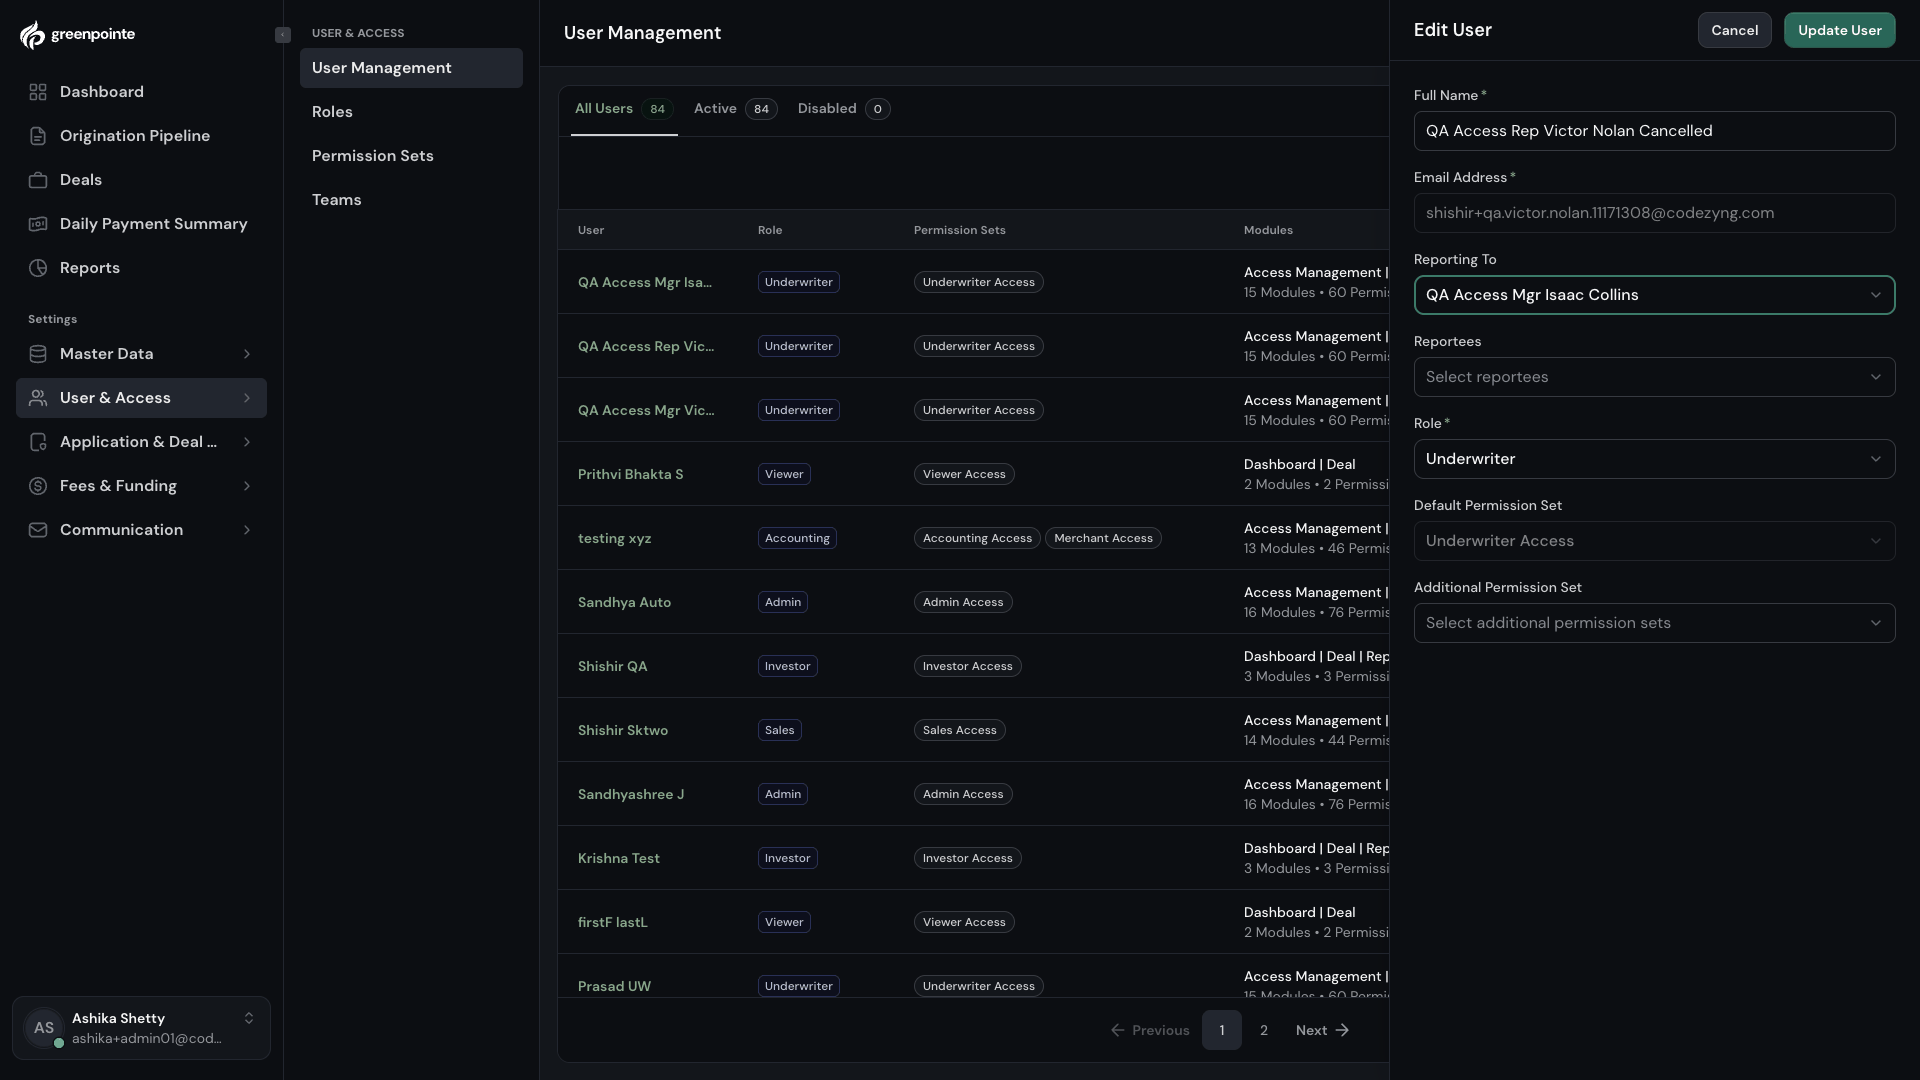 greenpointe
Dashboard
Origination Pipeline
Deals
Daily Payment Summary
Reports
Settings
Master Data
User & Access
Application & Deal ...
Fees & Funding
Communication
AS
Ashika Shetty
ashika+admin01@cod...
USER & ACCESS
User Management
Roles
Permission Sets
Teams
User Management
All Users 84 Active 84 Disabled 0
User Role Permission Sets Modules
QA Access Mgr Isa... Underwriter Underwriter Access Access Management |
15 Modules • 60 Permis
QA Access Rep Vic... Underwriter Underwriter Access Access Management |
15 Modules • 60 Permis
QA Access Mgr Vic... Underwriter Underwriter Access Access Management |
15 Modules • 60 Permis
Prithvi Bhakta S Viewer Viewer Access Dashboard | Deal
2 Modules • 2 Permissi
testing xyz Accounting Accounting Access Merchant Access Access Management |
13 Modules • 46 Permis
Sandhya Auto Admin Admin Access Access Management |
16 Modules • 76 Permis
Shishir QA Investor Investor Access Dashboard | Deal | Rep
3 Modules • 3 Permissi
Shishir Sktwo Sales Sales Access Access Management |
14 Modules • 44 Permis
Sandhyashree J Admin Admin Access Access Management |
16 Modules • 76 Permis
Krishna Test Investor Investor Access Dashboard | Deal | Rep
3 Modules • 3 Permissi
firstF lastL Viewer Viewer Access Dashboard | Deal
2 Modules • 2 Permissi
Prasad UW Underwriter Underwriter Access Access Management |
15 Modules • 60 Permis
Previous 1 2 Next
Edit User Cancel Update User
Full Name *
QA Access Rep Victor Nolan Cancelled
Email Address *
shishir+qa.victor.nolan.11171308@codezyng.com
Reporting To
QA Access Mgr Isaac Collins
Reportees
Select reportees
Role *
Underwriter
Default Permission Set
Underwriter Access
Additional Permission Set
Select additional permission sets